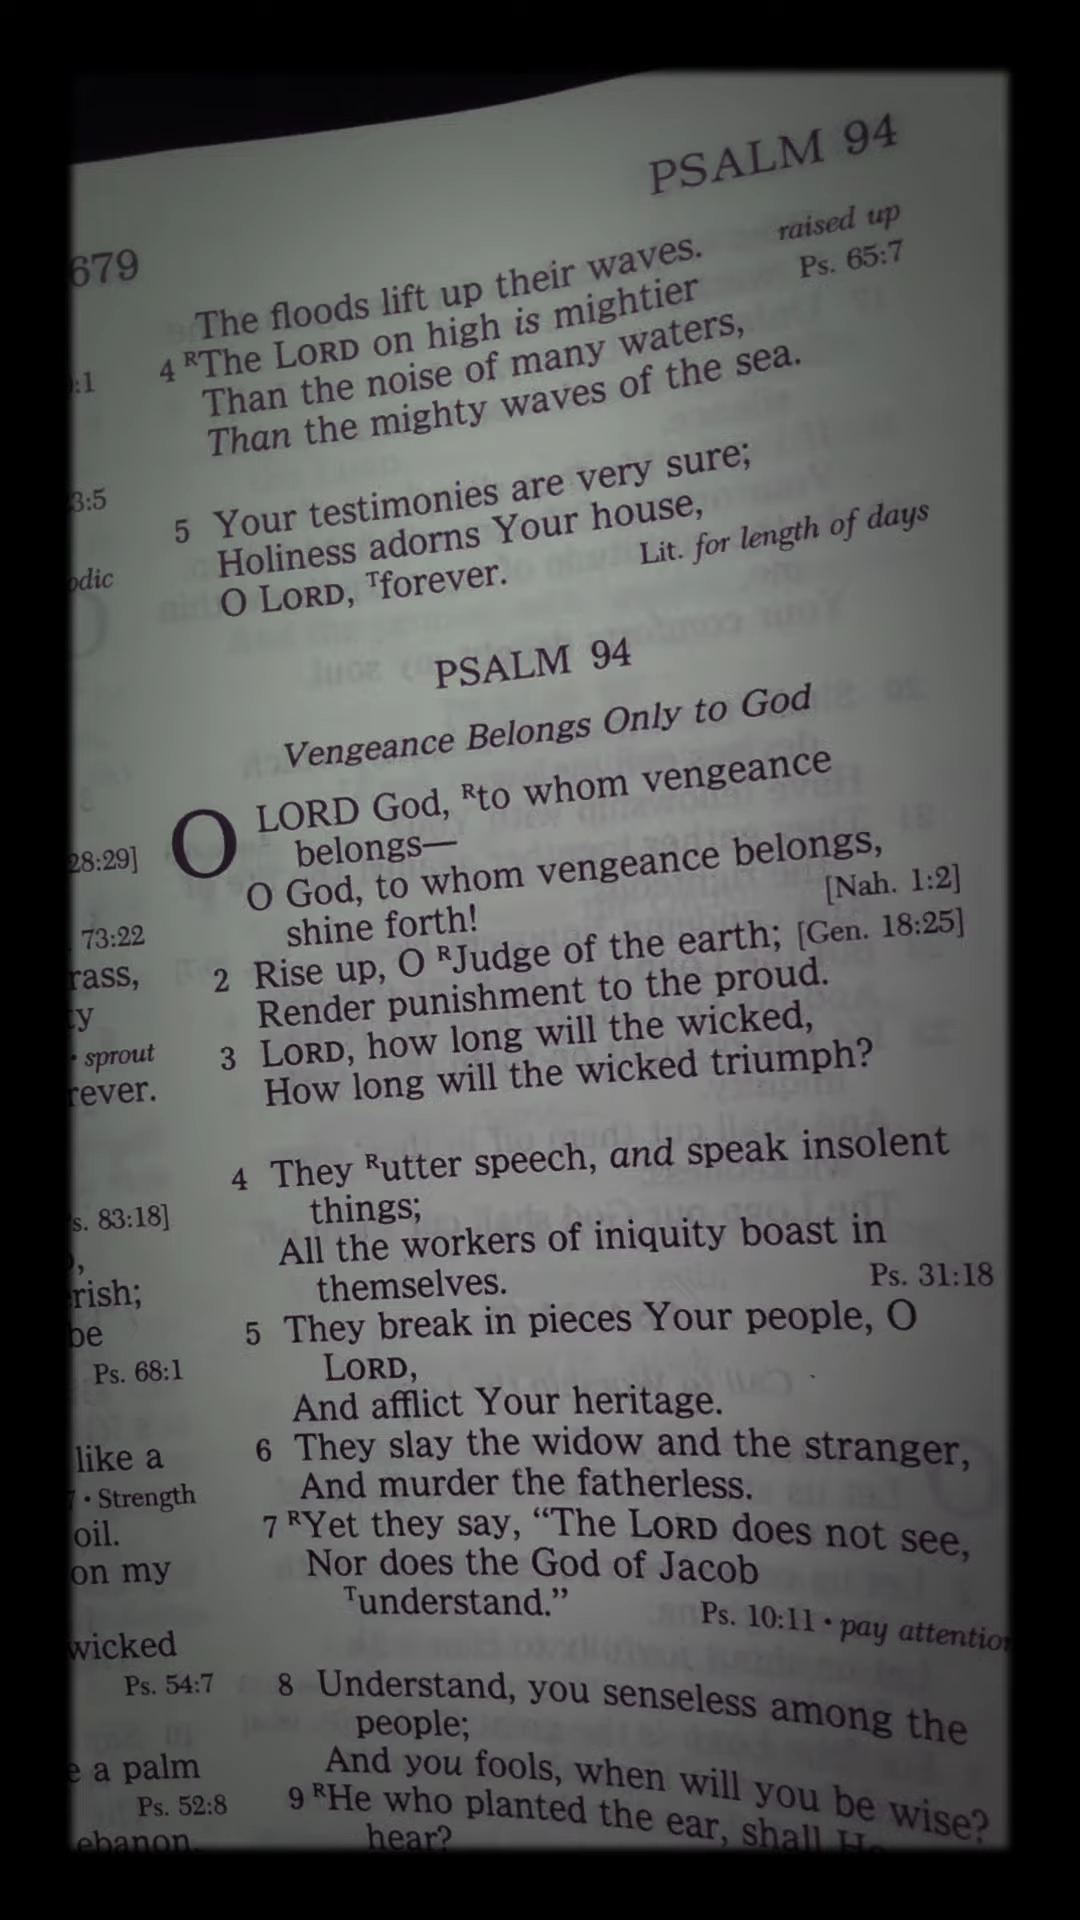 PSALM 94
679
:1
3:5
odic
28:29]
73:22
rass,
ty
• sprout
rever.
s. 83:18]
rish;
be
Ps. 68:1
like a
• Strength
oil.
on my
wicked
Ps. 54:7
e a palm
Ps. 52:8
ebanon.
raised up
The floods lift up their waves. Ps. 65:7
4 RThe LORD on high is mightier
Than the noise of many waters,
Than the mighty waves of the sea.
5 Your testimonies are very sure;
Holiness adorns Your house,
O LORD, Tforever. Lit. for length of days
PSALM 94
Vengeance Belongs Only to God
O LORD God, Rto whom vengeance
belongs—
O God, to whom vengeance belongs,
shine forth! [Nah. 1:2]
2 Rise up, O RJudge of the earth; [Gen. 18:25]
Render punishment to the proud.
3 LORD, how long will the wicked,
How long will the wicked triumph?
4 They Rutter speech, and speak insolent
things;
All the workers of iniquity boast in
themselves. Ps. 31:18
5 They break in pieces Your people, O
LORD,
And afflict Your heritage.
6 They slay the widow and the stranger,
And murder the fatherless.
7 RYet they say, “The LORD does not see,
Nor does the God of Jacob
Tunderstand.” Ps. 10:11 • pay attention
8 Understand, you senseless among the
people;
And you fools, when will you be wise?
9 RHe who planted the ear, shall He
hear?